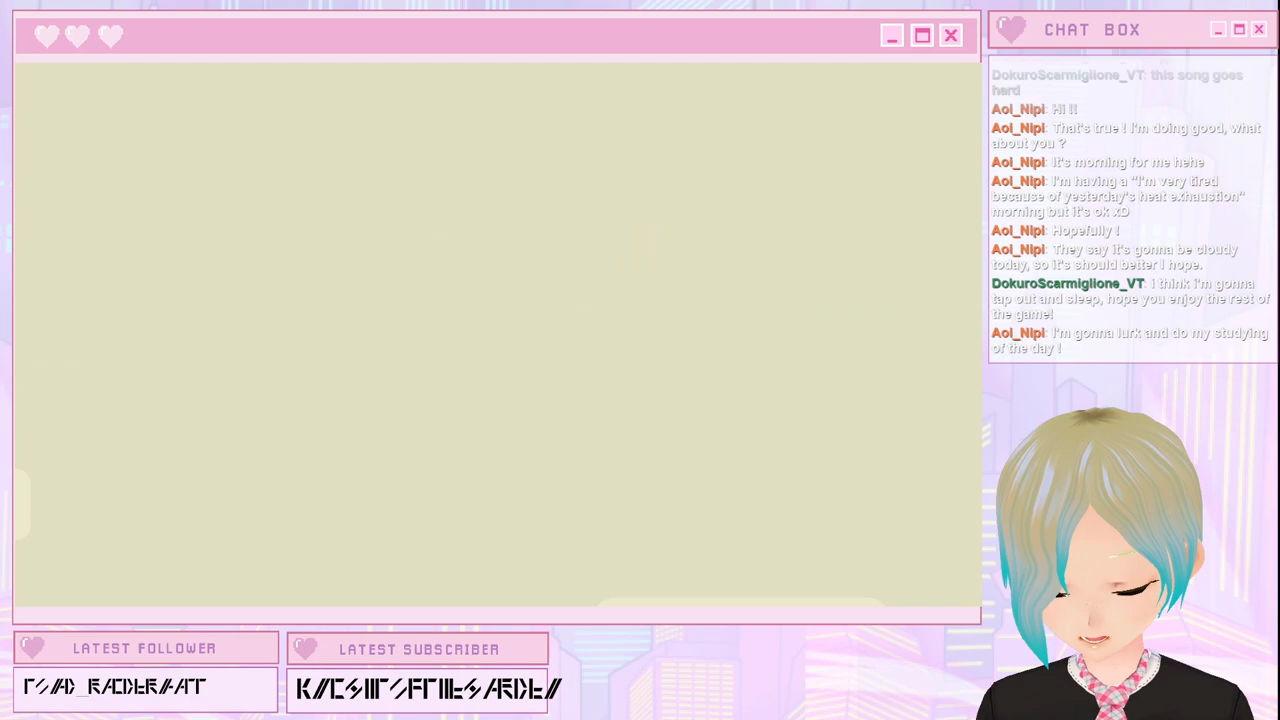 CHAT BOX
DokuroScarmiglione_VT: this song goes
hard
Aoi_Nipi: Hi !!
Aoi_Nipi: That's true ! I'm doing good, what
about you ?
Aoi_Nipi: It's morning for me hehe
Aoi_Nipi: I'm having a "I'm very tired
because of yesterday's heat exhaustion"
morning but it's ok xD
Aoi_Nipi: Hopefully !
Aoi_Nipi: They say it's gonna be cloudy
today, so it's should better I hope.
DokuroScarmiglione_VT: i think i'm gonna
tap out and sleep, hope you enjoy the rest of
the game!
Aoi_Nipi: I'm gonna lurk and do my studying
of the day !
LATEST FOLLOWER
LATEST SUBSCRIBER